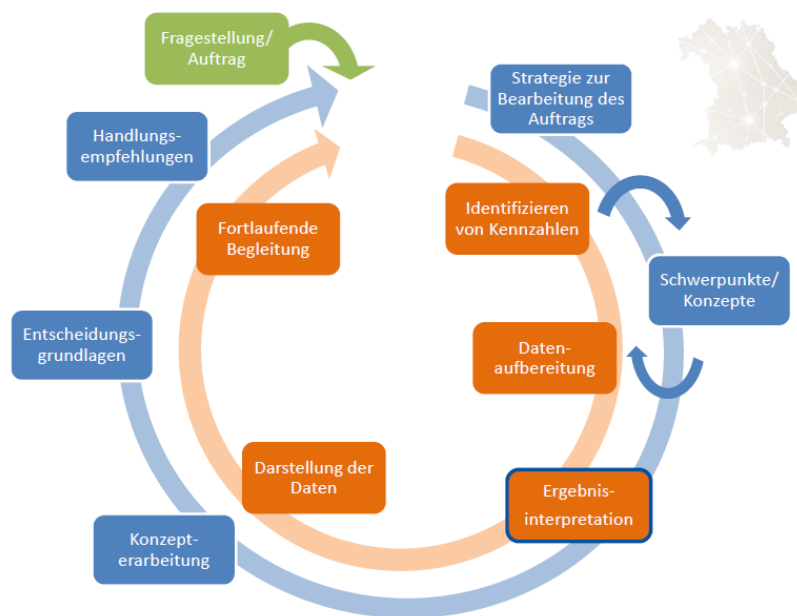 Fragestellung/
Auftrag
Strategie zur
Bearbeitung des
Auftrags
Handlungs-
empfehlungen
Identifizieren
von Kennzahlen
Fortlaufende
Begleitung
Schwerpunkte/
Konzepte
Entscheidungs-
grundlagen
Daten-
aufbereitung
Darstellung der
Daten
Ergebnis-
interpretation
Konzept-
erarbeitung